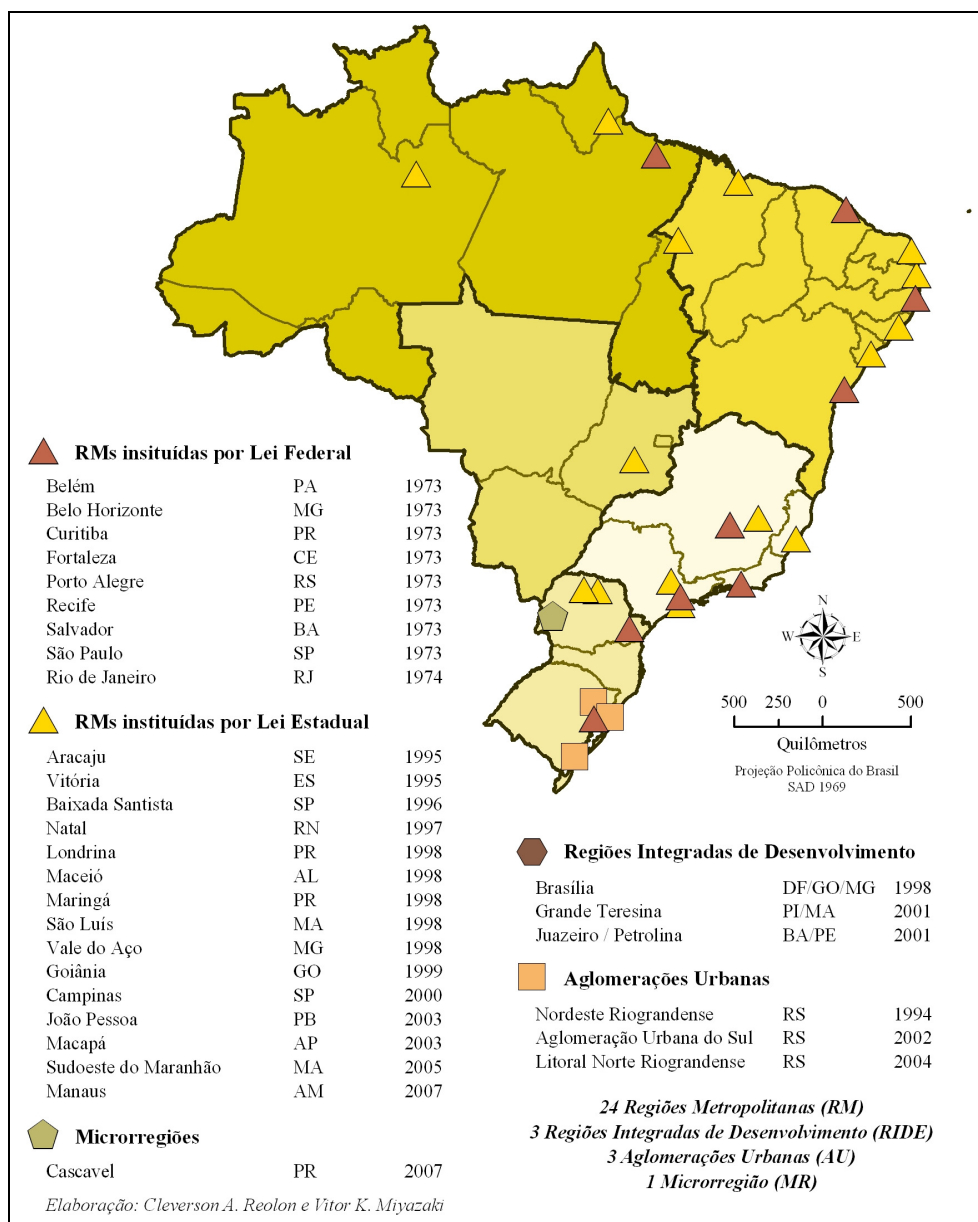 N
W E
S
500 0 500
Quilômetros
Projeção Policônica do Brasil
SAD 1969
RMs insituídas por Lei Federal
Belém PA 1973
Belo Horizonte MG 1973
Curitiba PR 1973
Fortaleza CE 1973
Porto Alegre RS 1973
Recife PE 1973
Salvador BA 1973
São Paulo SP 1973
Rio de Janeiro RJ 1974
RMs instituídas por Lei Estadual
Aracaju SE 1995
Vitória ES 1995
Baixada Santista SP 1996
Natal RN 1997
Londrina PR 1998
Maceió AL 1998
Maringá PR 1998
São Luís MA 1998
Vale do Aço MG 1998
Goiânia GO 1999
Campinas SP 2000
João Pessoa PB 2003
Macapá AP 2003
Sudoeste do Maranhão MA 2005
Manaus AM 2007
Microrregiões
Cascavel PR 2007
Elaboração: Cleverson A. Reolon e Vitor K. Miyazaki
Regiões Integradas de Desenvolvimento
Brasília DF/GO/MG 1998
Grande Teresina PI/MA 2001
Juazeiro / Petrolina BA/PE 2001
Aglomerações Urbanas
Nordeste Riograndense RS 1994
Aglomeração Urbana do Sul RS 2002
Litoral Norte Riograndense RS 2004
24 Regiões Metropolitanas (RM)
3 Regiões Integradas de Desenvolvimento (RIDE)
3 Aglomerações Urbanas (AU)
1 Microrregião (MR)